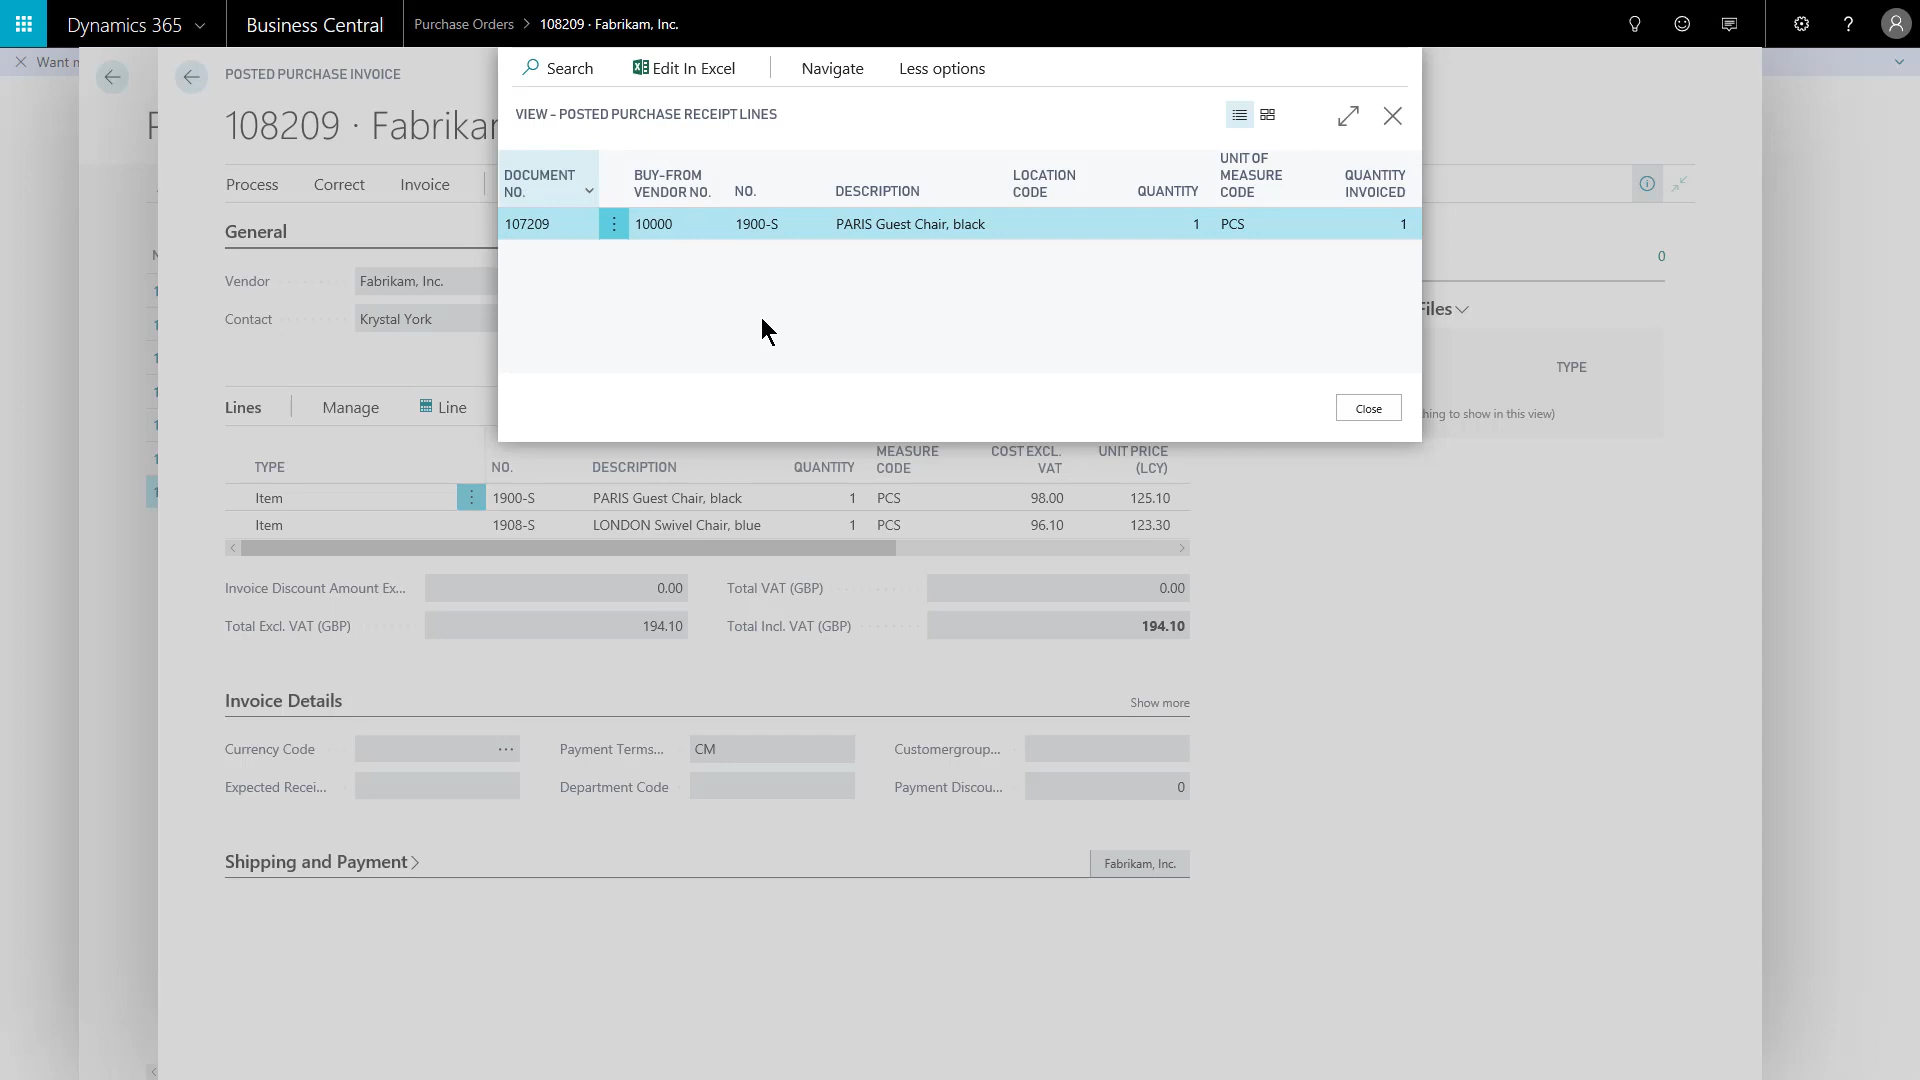 Dynamics 365
Business Central
Purchase Orders > 108209 · Fabrikam, Inc.
?
Want
POSTED PURCHASE INVOICE
108209 · Fabrikar
Process Correct Invoice
General
Vendor Fabrikam, Inc.
Contact Krystal York
Search Edit In Excel Navigate Less options
VIEW - POSTED PURCHASE RECEIPT LINES
DOCUMENT NO. BUY-FROM VENDOR NO. NO. DESCRIPTION LOCATION CODE QUANTITY UNIT OF MEASURE CODE QUANTITY INVOICED
107209 10000 1900-S PARIS Guest Chair, black 1 PCS 1
Close
0
Files
TYPE
hing to show in this view)
Lines Manage Line
TYPE NO. DESCRIPTION QUANTITY MEASURE CODE COST EXCL. VAT UNIT PRICE (LCY)
Item 1900-S PARIS Guest Chair, black 1 PCS 98.00 125.10
Item 1908-S LONDON Swivel Chair, blue 1 PCS 96.10 123.30
Invoice Discount Amount Ex... 0.00 Total VAT (GBP) 0.00
Total Excl. VAT (GBP) 194.10 Total Incl. VAT (GBP) 194.10
Invoice Details Show more
Currency Code ... Payment Terms... CM Customergroup...
Expected Recei... Department Code Payment Discou... 0
Shipping and Payment > Fabrikam, Inc.